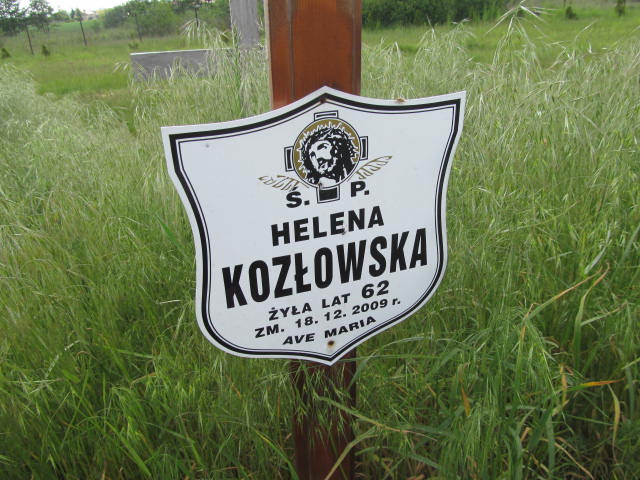 Ś. P.
HELENA
KOZŁOWSKA
ŻYŁA LAT 62
ZM. 18. 12. 2009 r.
AVE MARIA